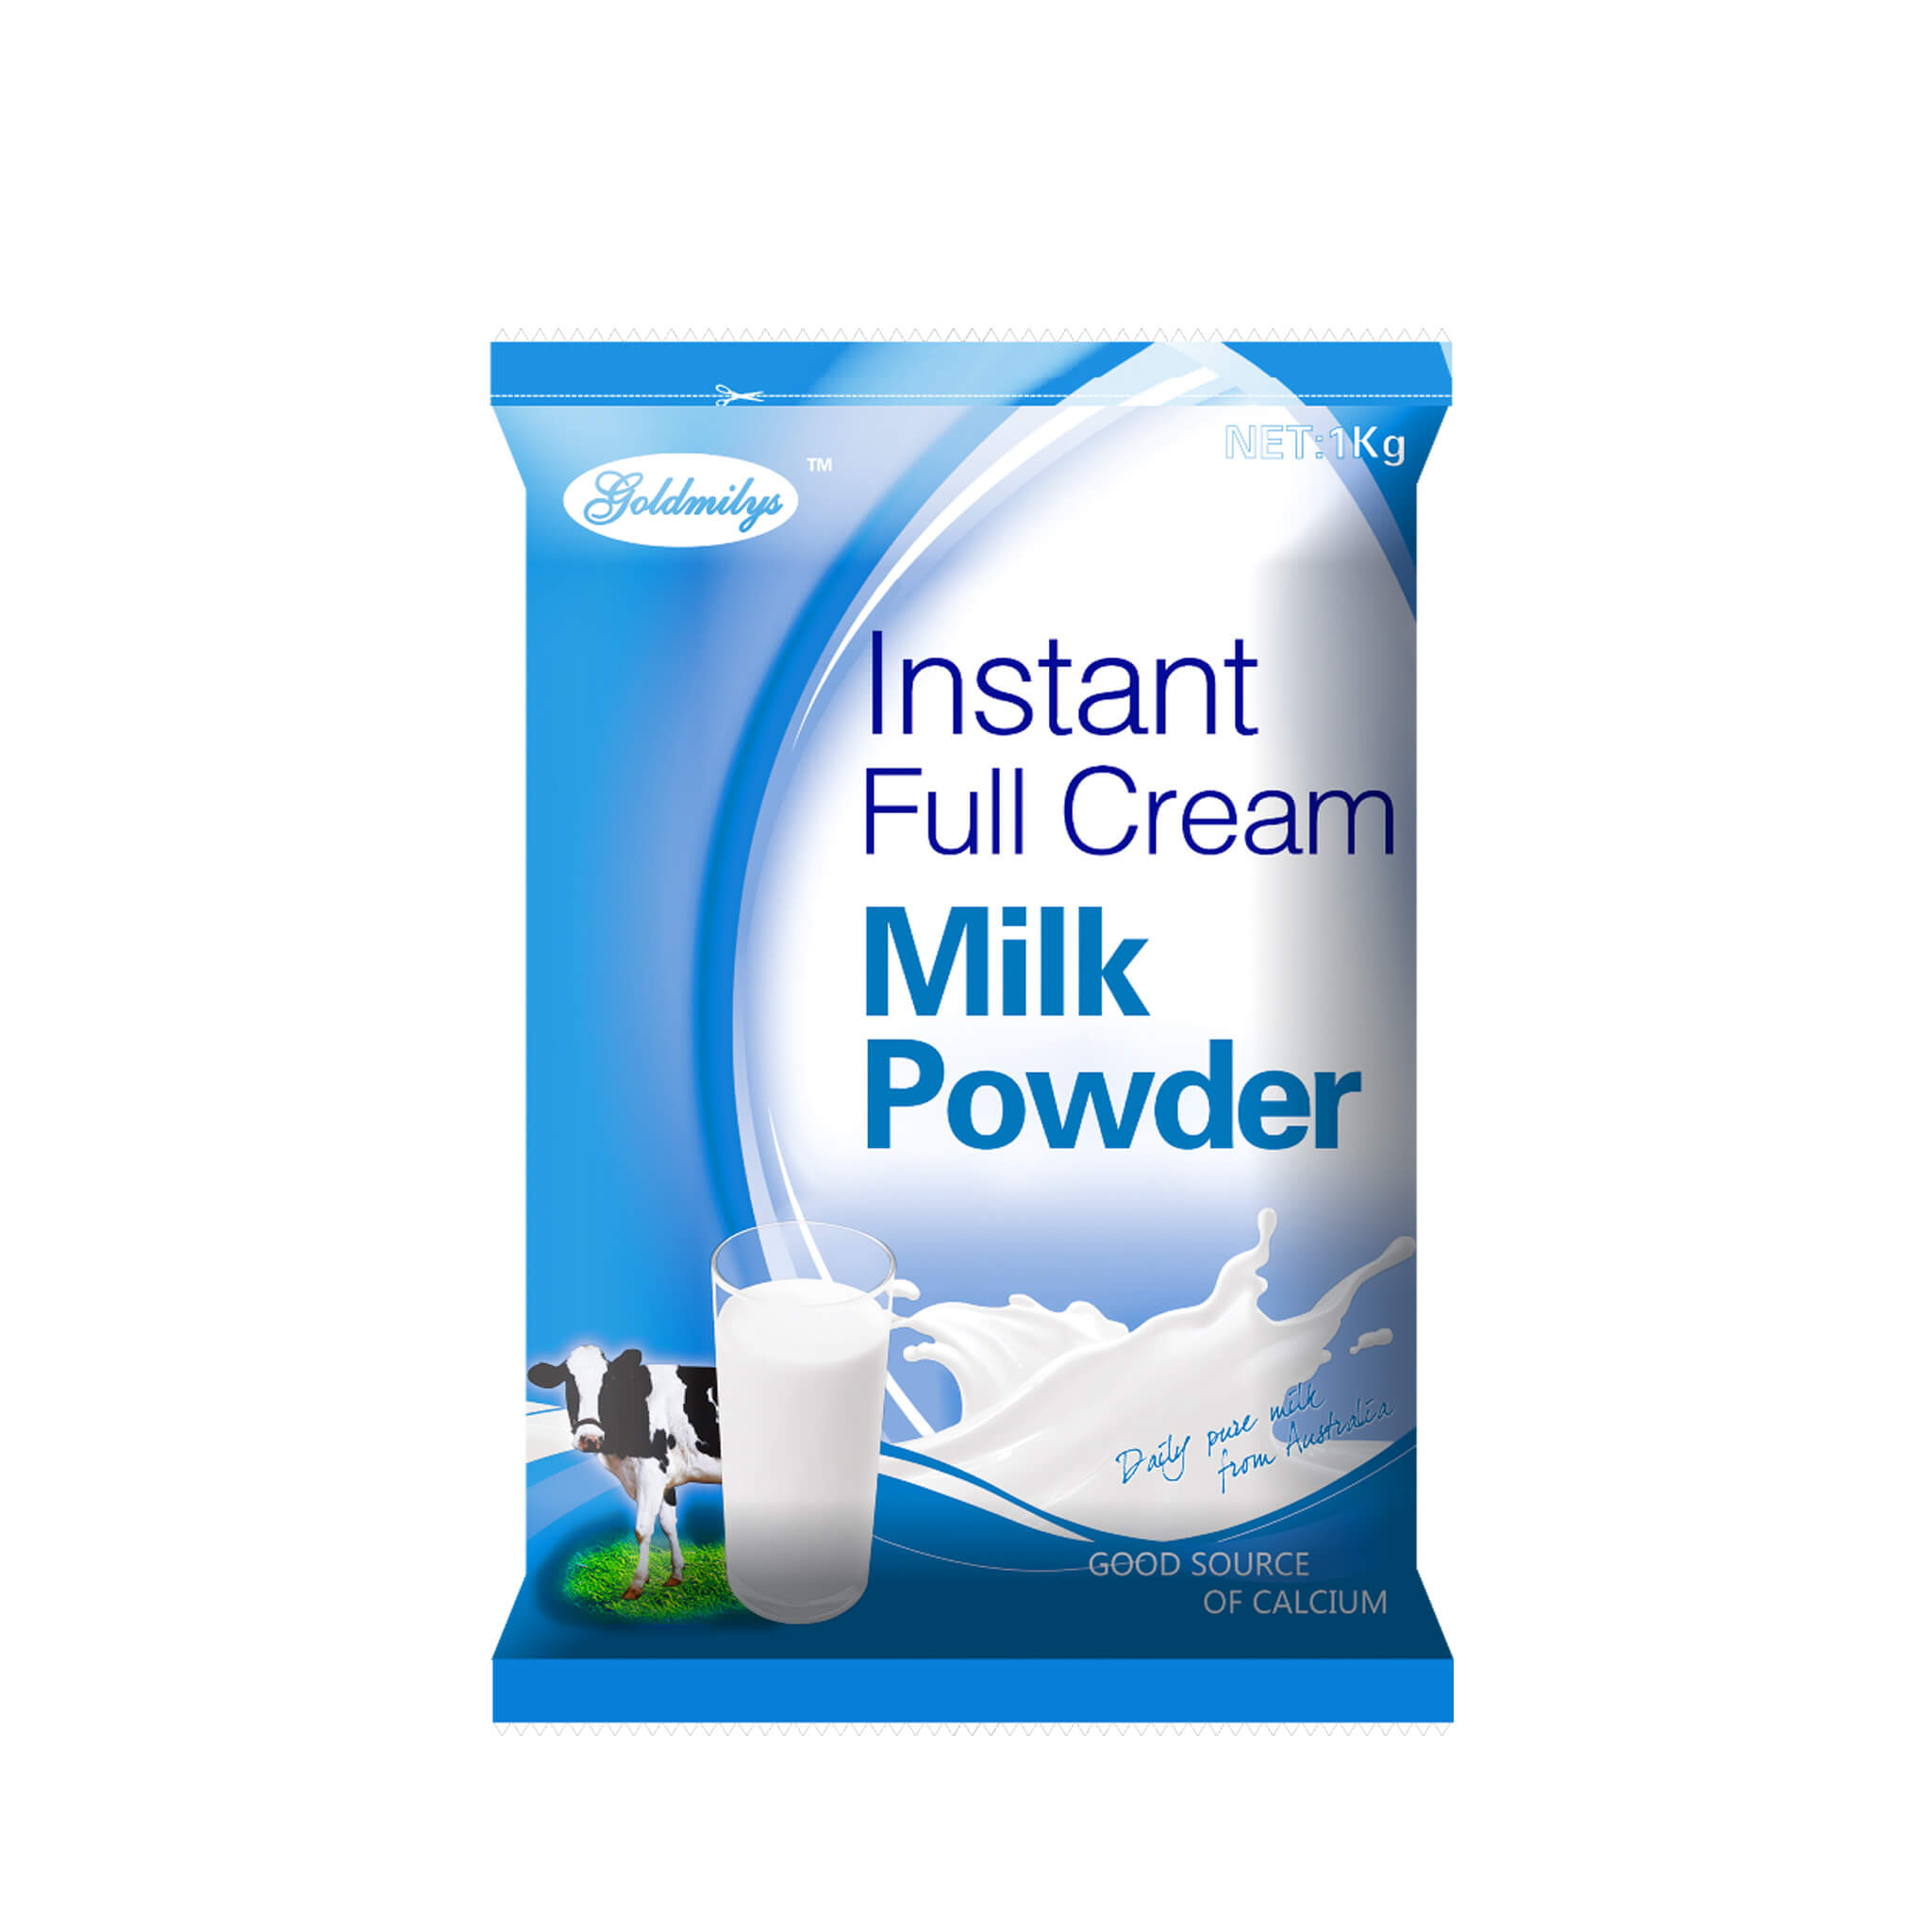 Goldmilys TM
NET:1Kg
Instant
Full Cream
Milk
Powder
Daily pure milk
from Australia
GOOD SOURCE
OF CALCIUM